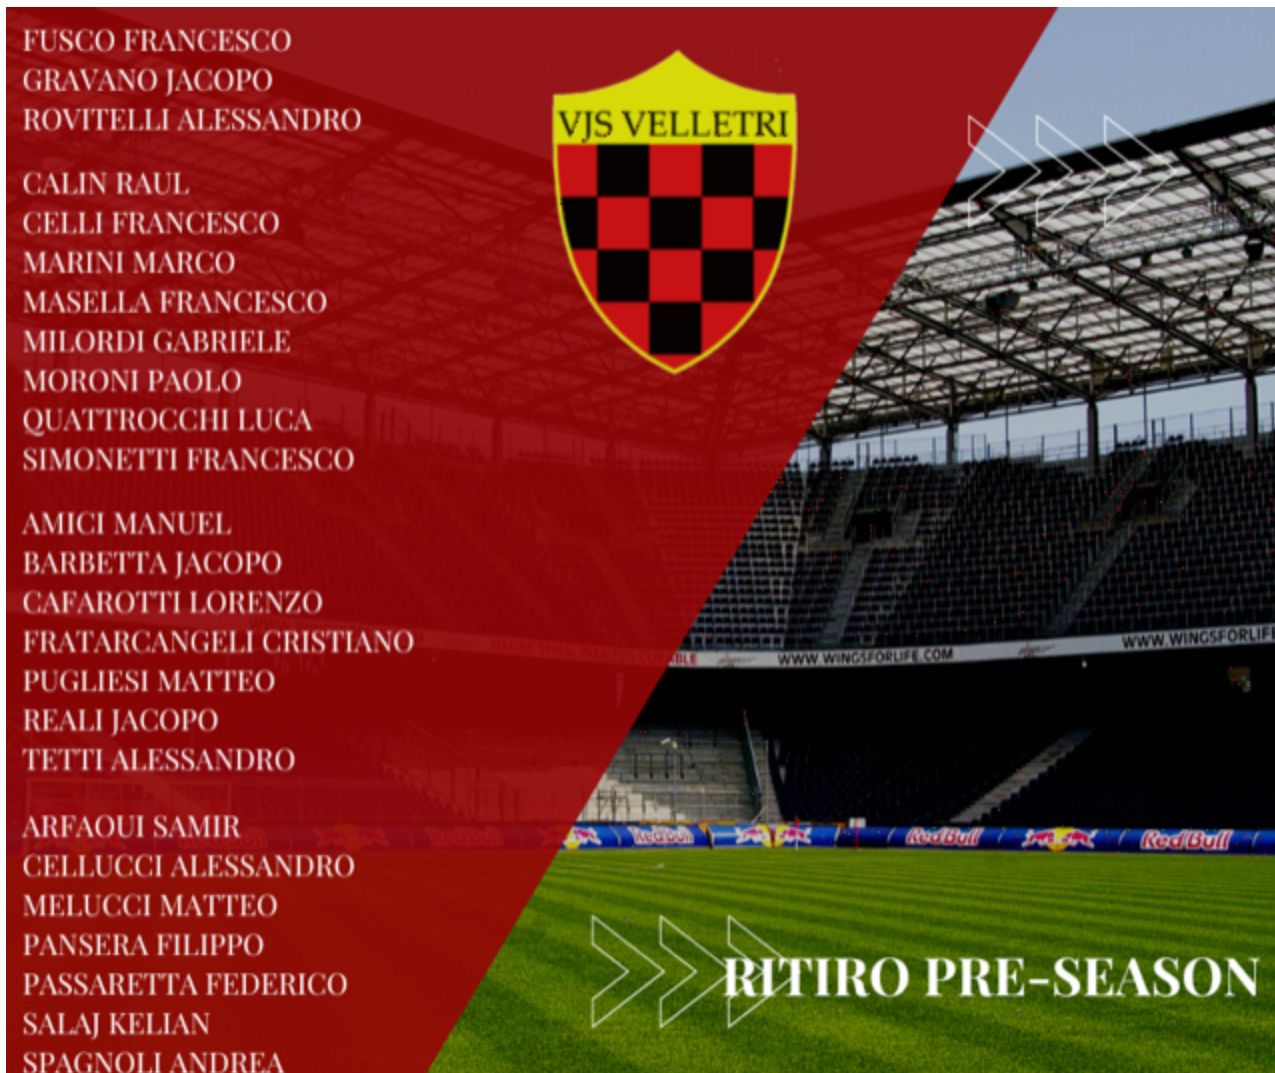 FUSCO FRANCESCO
GRAVANO JACOPO
ROVITELLI ALESSANDRO
CALIN RAUL
CELLI FRANCESCO
MARINI MARCO
MASELLA FRANCESCO
MILORDI GABRIELE
MORONI PAOLO
QUATTROCCHI LUCA
SIMONETTI FRANCESCO
AMICI MANUEL
BARBETTA JACOPO
CAFAROTTI LORENZO
FRATARCANGELI CRISTIANO
PUGLIESI MATTEO
REALI JACOPO
TETTI ALESSANDRO
ARFAOUI SAMIR
CELLUCCI ALESSANDRO
MELUCCI MATTEO
PANSERA FILIPPO
PASSARETTA FEDERICO
SALAJ KELIAN
SPAGNOLI ANDREA
VJS VELLETRI
WWW.WINGSFORLIFE.COM
WWW.WINGSFORLIFE
Red Bull
Red Bull
Red Bull
RITIRO PRE-SEASON